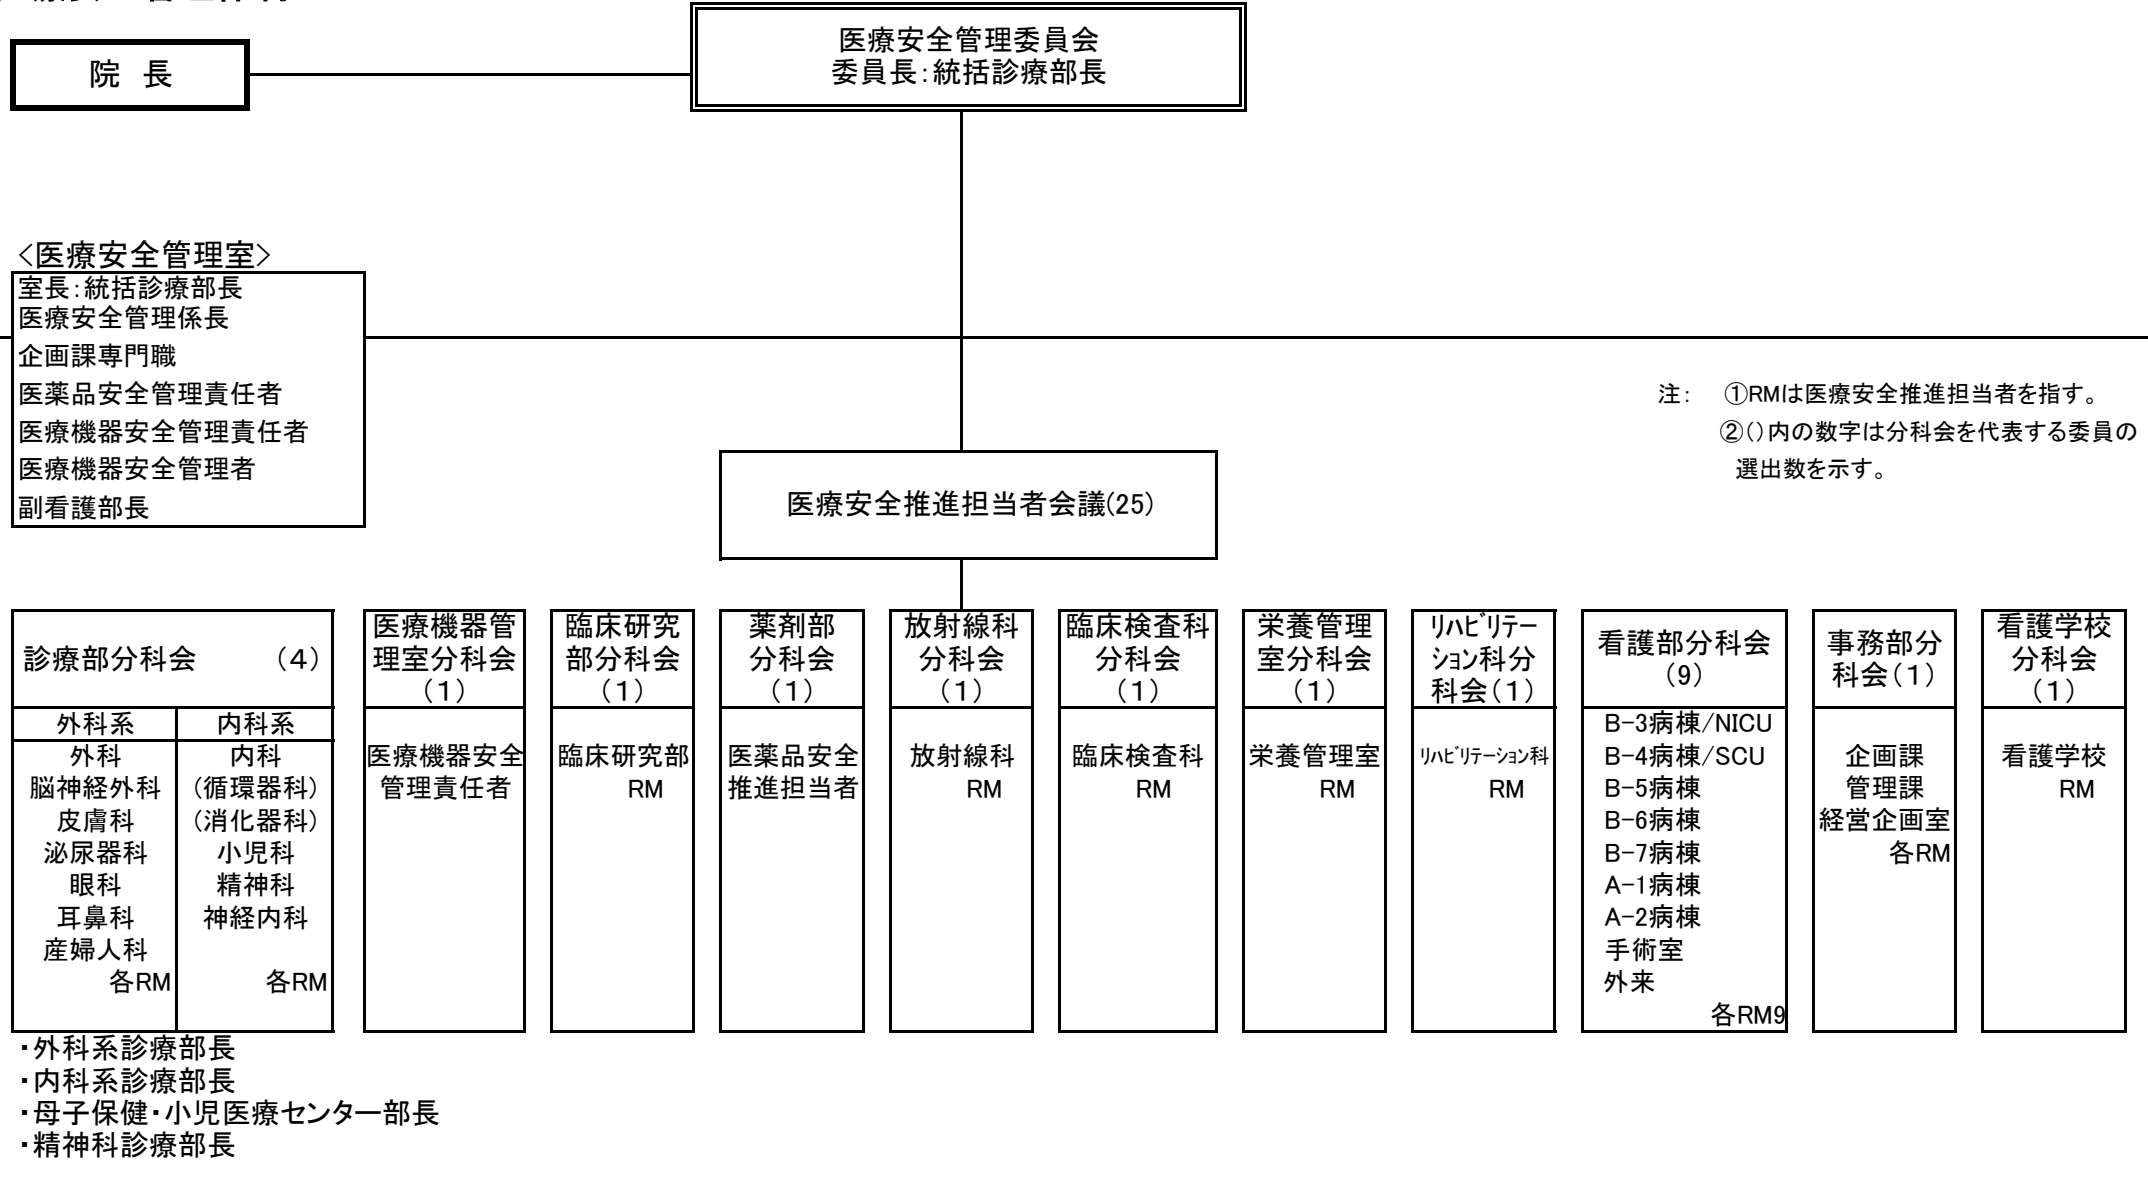 院 長
医療安全管理委員会
委員長：統括診療部長
<医療安全管理室>
室長：統括診療部長
医療安全管理係長
企画課専門職
医薬品安全管理責任者
医療機器安全管理責任者
医療機器安全管理者
副看護部長
注： ①RMは医療安全推進担当者を指す。
②（）内の数字は分科会を代表する委員の
選出数を示す。
医療安全推進担当者会議(25)
診療部分科会 （４）
外科系
外科
脳神経外科
皮膚科
泌尿器科
眼科
耳鼻科
産婦人科
各RM
内科系
内科
(循環器科)
(消化器科)
小児科
精神科
神経内科
各RM
医療機器管
理室分科会
（１）
医療機器安全
管理責任者
臨床研究
部分科会
（１）
臨床研究部
RM
薬剤部
分科会
（１）
医薬品安全
推進担当者
放射線科
分科会
（１）
放射線科
RM
臨床検査科
分科会
（１）
臨床検査科
RM
栄養管理
室分科会
（１）
栄養管理室
RM
ﾘﾊﾋﾞﾘﾃｰ
ｼｮﾝ科分
科会（１）
ﾘﾊﾋﾞﾘﾃｰｼｮﾝ科
RM
看護部分科会
（9）
B-3病棟/NICU
B-4病棟/SCU
B-5病棟
B-6病棟
B-7病棟
A-1病棟
A-2病棟
手術室
外来
各RM9
事務部分
科会（１）
企画課
管理課
経営企画室
各RM
看護学校
分科会
（１）
看護学校
RM
・外科系診療部長
・内科系診療部長
・母子保健・小児医療センター部長
・精神科診療部長